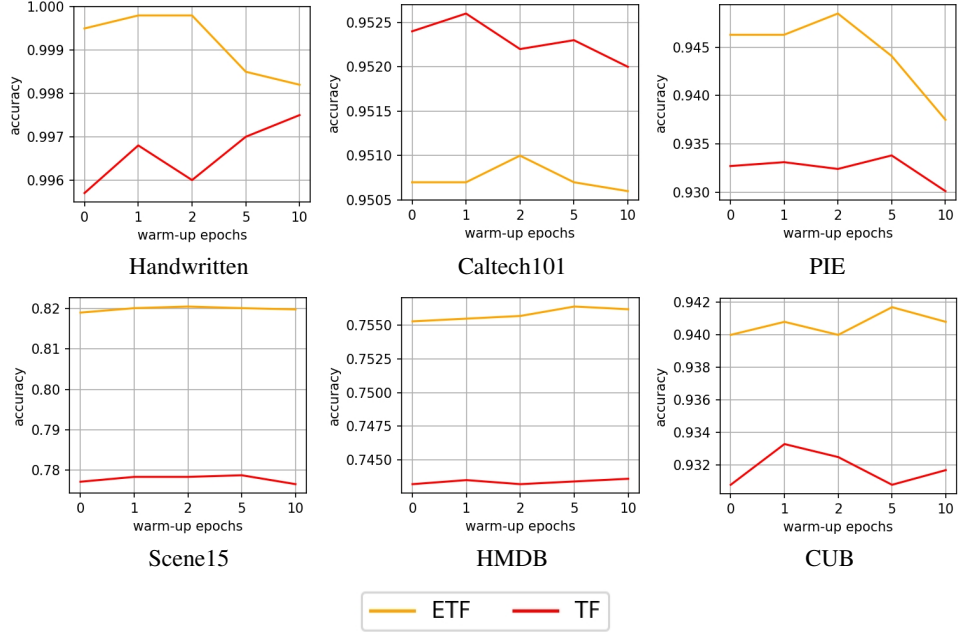 1.000
0.999
0.998
0.997
0.996
accuracy
0 1 2 5 10
warm-up epochs
Handwritten
0.9525
0.9520
0.9515
0.9510
0.9505
accuracy
0 1 2 5 10
warm-up epochs
Caltech101
0.945
0.940
0.935
0.930
accuracy
0 1 2 5 10
warm-up epochs
PIE
0.82
0.81
0.80
0.79
0.78
accuracy
0 1 2 5 10
warm-up epochs
Scene15
0.7550
0.7525
0.7500
0.7475
0.7450
accuracy
0 1 2 5 10
warm-up epochs
HMDB
0.942
0.940
0.938
0.936
0.934
0.932
accuracy
0 1 2 5 10
warm-up epochs
CUB
ETF TF